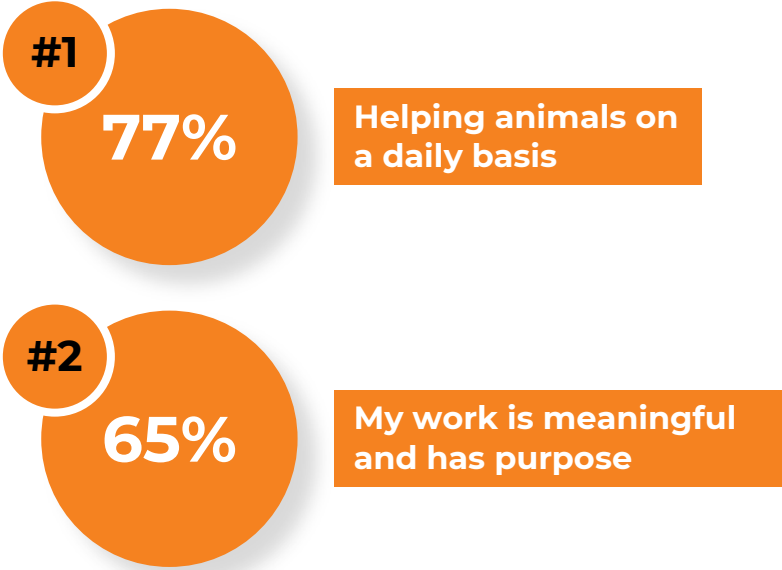 #1
77%
Helping animals on
a daily basis
#2
65%
My work is meaningful
and has purpose